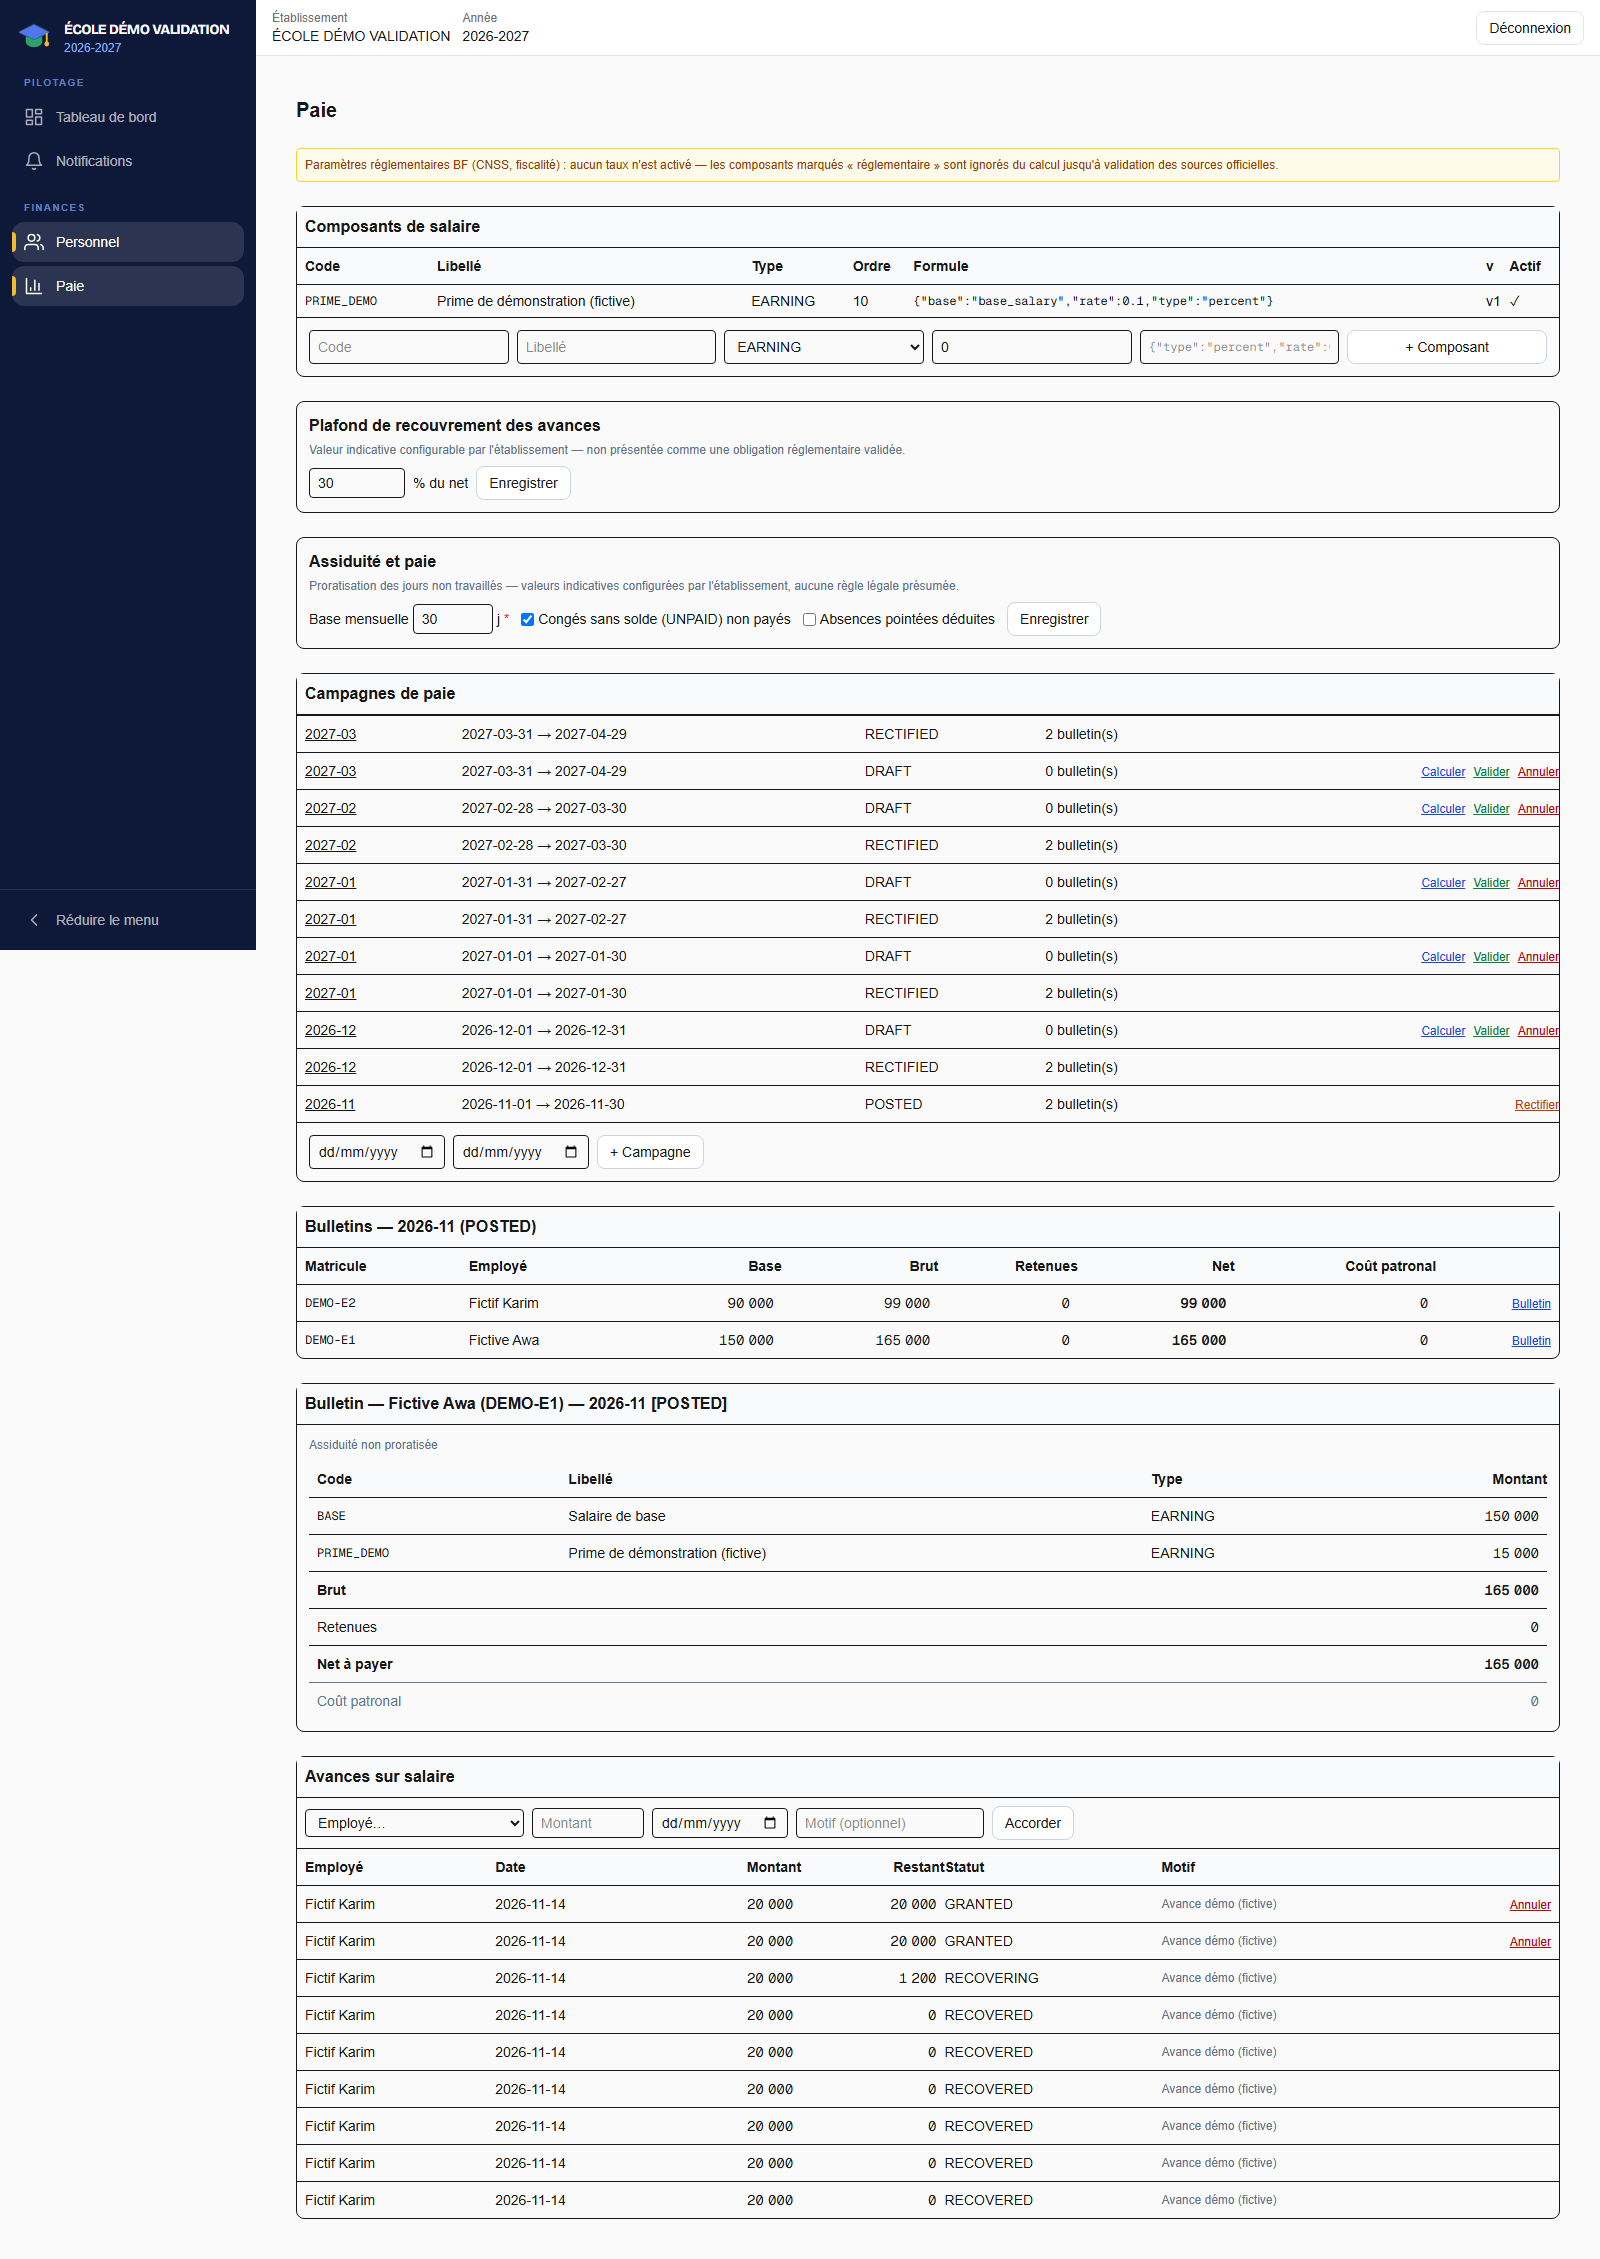 ÉCOLE DÉMO VALIDATION
2026-2027
PILOTAGE
Tableau de bord
Notifications
FINANCES
Personnel
Paie
Réduire le menu
Établissement Année
ÉCOLE DÉMO VALIDATION 2026-2027
Déconnexion
Paie
Paramètres réglementaires BF (CNSS, fiscalité) : aucun taux n'est activé — les composants marqués « réglementaire » sont ignorés du calcul jusqu'à validation des sources officielles.
Composants de salaire
Code Libellé Type Ordre Formule v Actif
PRIME_DEMO Prime de démonstration (fictive) EARNING 10 {"base":"base_salary","rate":0.1,"type":"percent"} v1 ✓
Code Libellé EARNING 0 {"type":"percent","rate": + Composant
Plafond de recouvrement des avances
Valeur indicative configurable par l'établissement — non présentée comme une obligation réglementaire validée.
30 % du net Enregistrer
Assiduité et paie
Proratisation des jours non travaillés — valeurs indicatives configurées par l'établissement, aucune règle légale présumée.
Base mensuelle 30 j * Congés sans solde (UNPAID) non payés Absences pointées déduites Enregistrer
Campagnes de paie
2027-03 2027-03-31 → 2027-04-29 RECTIFIED 2 bulletin(s)
2027-03 2027-03-31 → 2027-04-29 DRAFT 0 bulletin(s) Calculer Valider Annuler
2027-02 2027-02-28 → 2027-03-30 DRAFT 0 bulletin(s) Calculer Valider Annuler
2027-02 2027-02-28 → 2027-03-30 RECTIFIED 2 bulletin(s)
2027-01 2027-01-31 → 2027-02-27 DRAFT 0 bulletin(s) Calculer Valider Annuler
2027-01 2027-01-31 → 2027-02-27 RECTIFIED 2 bulletin(s)
2027-01 2027-01-01 → 2027-01-30 DRAFT 0 bulletin(s) Calculer Valider Annuler
2027-01 2027-01-01 → 2027-01-30 RECTIFIED 2 bulletin(s)
2026-12 2026-12-01 → 2026-12-31 DRAFT 0 bulletin(s) Calculer Valider Annuler
2026-12 2026-12-01 → 2026-12-31 RECTIFIED 2 bulletin(s)
2026-11 2026-11-01 → 2026-11-30 POSTED 2 bulletin(s) Rectifier
dd/mm/yyyy dd/mm/yyyy + Campagne
Bulletins — 2026-11 (POSTED)
Matricule Employé Base Brut Retenues Net Coût patronal
DEMO-E2 Fictif Karim 90 000 99 000 0 99 000 0 Bulletin
DEMO-E1 Fictive Awa 150 000 165 000 0 165 000 0 Bulletin
Bulletin — Fictive Awa (DEMO-E1) — 2026-11 [POSTED]
Assiduité non proratisée
Code Libellé Type Montant
BASE Salaire de base EARNING 150 000
PRIME_DEMO Prime de démonstration (fictive) EARNING 15 000
Brut 165 000
Retenues 0
Net à payer 165 000
Coût patronal 0
Avances sur salaire
Employé... Montant dd/mm/yyyy Motif (optionnel) Accorder
Employé Date Montant Restant Statut Motif
Fictif Karim 2026-11-14 20 000 20 000 GRANTED Avance démo (fictive) Annuler
Fictif Karim 2026-11-14 20 000 20 000 GRANTED Avance démo (fictive) Annuler
Fictif Karim 2026-11-14 20 000 1 200 RECOVERING Avance démo (fictive)
Fictif Karim 2026-11-14 20 000 0 RECOVERED Avance démo (fictive)
Fictif Karim 2026-11-14 20 000 0 RECOVERED Avance démo (fictive)
Fictif Karim 2026-11-14 20 000 0 RECOVERED Avance démo (fictive)
Fictif Karim 2026-11-14 20 000 0 RECOVERED Avance démo (fictive)
Fictif Karim 2026-11-14 20 000 0 RECOVERED Avance démo (fictive)
Fictif Karim 2026-11-14 20 000 0 RECOVERED Avance démo (fictive)